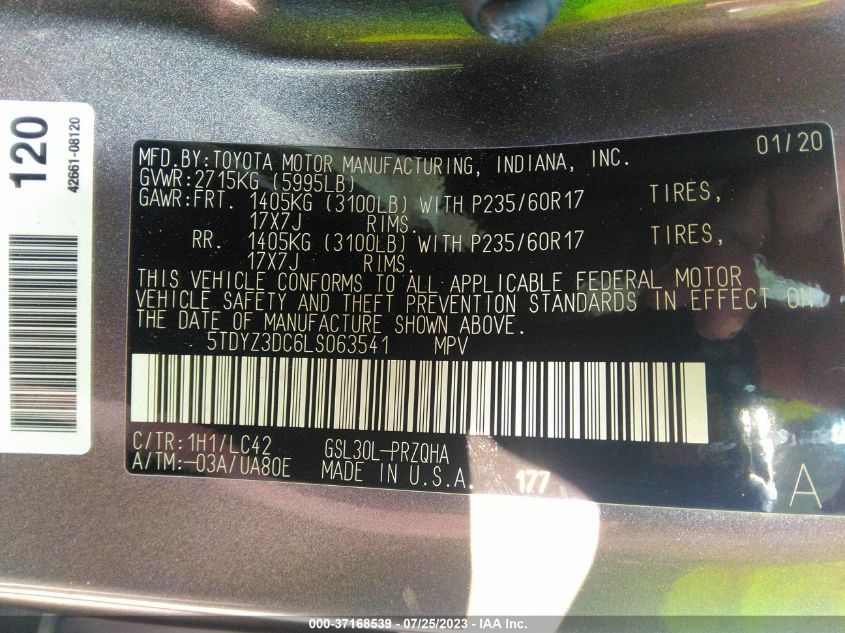 120
42661-08120
MFD.BY:TOYOTA MOTOR MANUFACTURING, INDIANA, INC. 01/20
GVWR:2715KG (5995LB)
GAWR:FRT. 1405KG (3100LB) WITH P235/60R17 TIRES,
17X7J RIMS.
RR. 1405KG (3100LB) WITH P235/60R17 TIRES,
17X7J RIMS.
THIS VEHICLE CONFORMS TO ALL APPLICABLE FEDERAL MOTOR
VEHICLE SAFETY AND THEFT PREVENTION STANDARDS IN EFFECT ON
THE DATE OF MANUFACTURE SHOWN ABOVE.
5TDYZ3DC6LS063541 MPV
C/TR:1H1/LC42 GSL30L-PRZQHA
A/TM:-03A/UA80E MADE IN U.S.A. 177 A
000-37168539 - 07/25/2023 - IAA Inc.